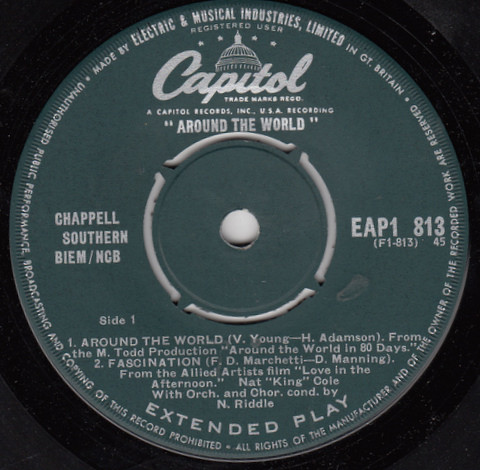 MADE BY ELECTRIC & MUSICAL INDUSTRIES, LIMITED IN GT. BRITAIN •
REGISTERED USER
Capitol
TRADE MARKS REGD.
A CAPITOL RECORDS, INC., U.S.A. RECORDING
"AROUND THE WORLD"
CHAPPELL
SOUTHERN
BIEM/NCB
EAP1 813
(F1-813) 45
Side 1
1. AROUND THE WORLD (V. Young—H. Adamson). From
the M. Todd Production "Around the World in 80 Days."
2. FASCINATION (F. D. Marchetti—D. Manning).
From the Allied Artists film "Love in the
Afternoon." Nat "King" Cole
With Orch. and Chor. cond. by
N. Riddle
EXTENDED PLAY
UNAUTHORISED PUBLIC PERFORMANCE, BROADCASTING AND COPYING OF THIS RECORD PROHIBITED • ALL RIGHTS OF THE MANUFACTURER AND OF THE OWNER OF THE RECORDED WORK ARE RESERVED